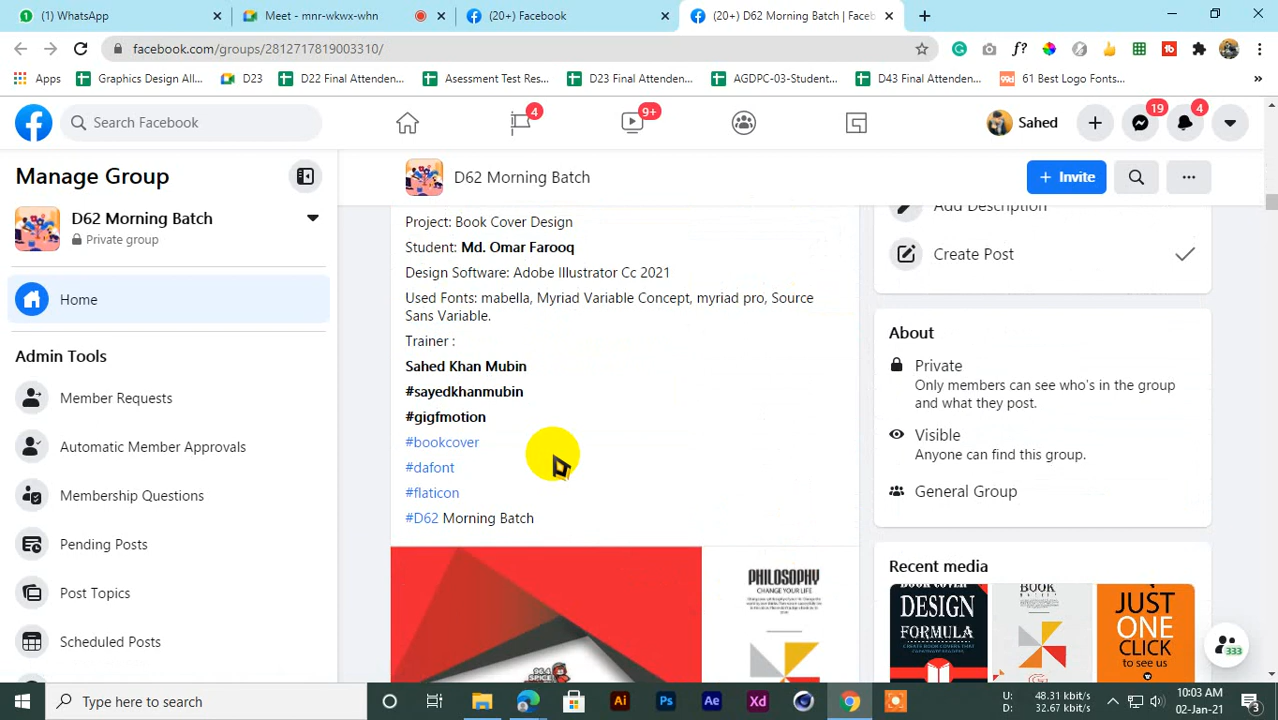 (1) WhatsApp
Meet - mnr-wkwx-whn
(20+) Facebook
(20+) D62 Morning Batch | Faceb
facebook.com/groups/2812717819003310/
Apps
Graphics Design All...
D23
D22 Final Attenden...
Asessment Test Res...
D23 Final Attenden...
AGDPC-03-Student...
D43 Final Attenden...
61 Best Logo Fonts...
Search Facebook
4
9+
Sahed
19
4
Manage Group
D62 Morning Batch
Private group
Home
Admin Tools
Member Requests
Automatic Member Approvals
Membership Questions
Pending Posts
Post Topics
Scheduled Posts
D62 Morning Batch
Invite
Project: Book Cover Design
Student: Md. Omar Farooq
Design Software: Adobe Illustrator Cc 2021
Used Fonts: mabella, Myriad Variable Concept, myriad pro, Source
Sans Variable.
Trainer :
Sahed Khan Mubin
#sayedkhanmubin
#gigfmotion
#bookcover
#dafont
#flaticon
#D62 Morning Batch
PHILOSOPHY
CHANGE YOUR LIFE
SPICE
Add Description
Create Post
About
Private
Only members can see who's in the group
and what they post.
Visible
Anyone can find this group.
General Group
Recent media
BOOK COVER
DESIGN
FORMULA
BOOK
JUST
ONE
CLICK
to see us
333
Type here to search
Ai
Ps
Ae
Xd
U: 48.31 kbit/s
D: 32.67 kbit/s
10:03 AM
02-Jan-21
3